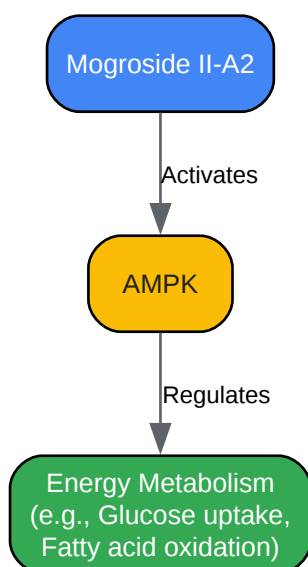 Mogroside II-A2
Activates
AMPK
Regulates
Energy Metabolism
(e.g., Glucose uptake,
Fatty acid oxidation)